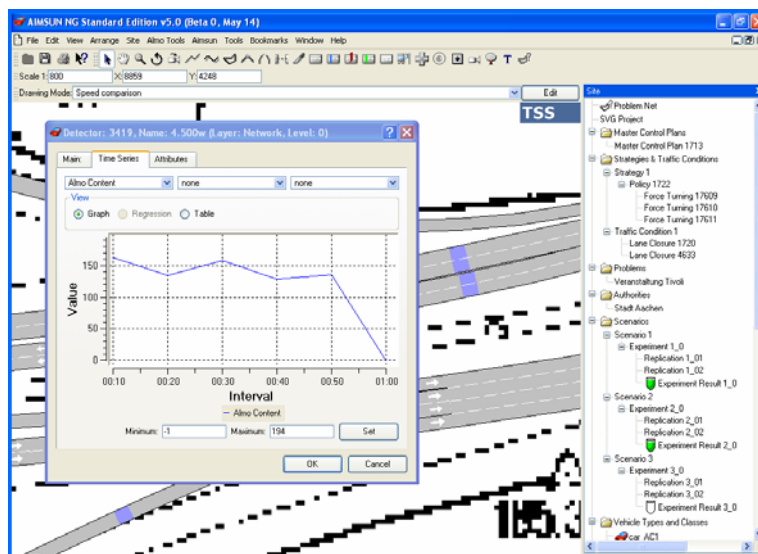 AIMSUN NG Standard Edition v5.0 (Beta 0, May 14)
File Edit View Arrange Site Almo Tools Aimsun Tools Bookmarks Window Help
Scale 1: 800 X: 8859 Y: 4248
Drawing Mode: Speed comparison Edit
TSS
Detector: 3419, Name: 4.500w (Layer: Network, Level: 0)
Main: Time Series Attributes
Almo Content none none
View
Graph Regression Table
150
100
50
0
Value
00:10 00:20 00:30 00:40 00:50 01:00
Interval
Almo Content
Minimum: -1 Maximum: 194 Set
OK Cancel
185.3
Site
Problem Net
SVG Project
Master Control Plans
Master Control Plan 1713
Strategies & Traffic Conditions
Strategy 1
Policy 1722
Force Turning 17609
Force Turning 17610
Force Turning 17611
Traffic Condition 1
Lane Closure 1720
Lane Closure 4633
Problems
Veranstaltung Tivoli
Authorities
Stadt Aachen
Scenarios
Scenario 1
Experiment 1_0
Replication 1_01
Replication 1_02
Experiment Result 1_0
Scenario 2
Experiment 2_0
Replication 2_01
Replication 2_02
Experiment Result 2_0
Scenario 3
Experiment 3_0
Replication 3_01
Replication 3_02
Experiment Result 3_0
Vehicle Types and Classes
car AC1